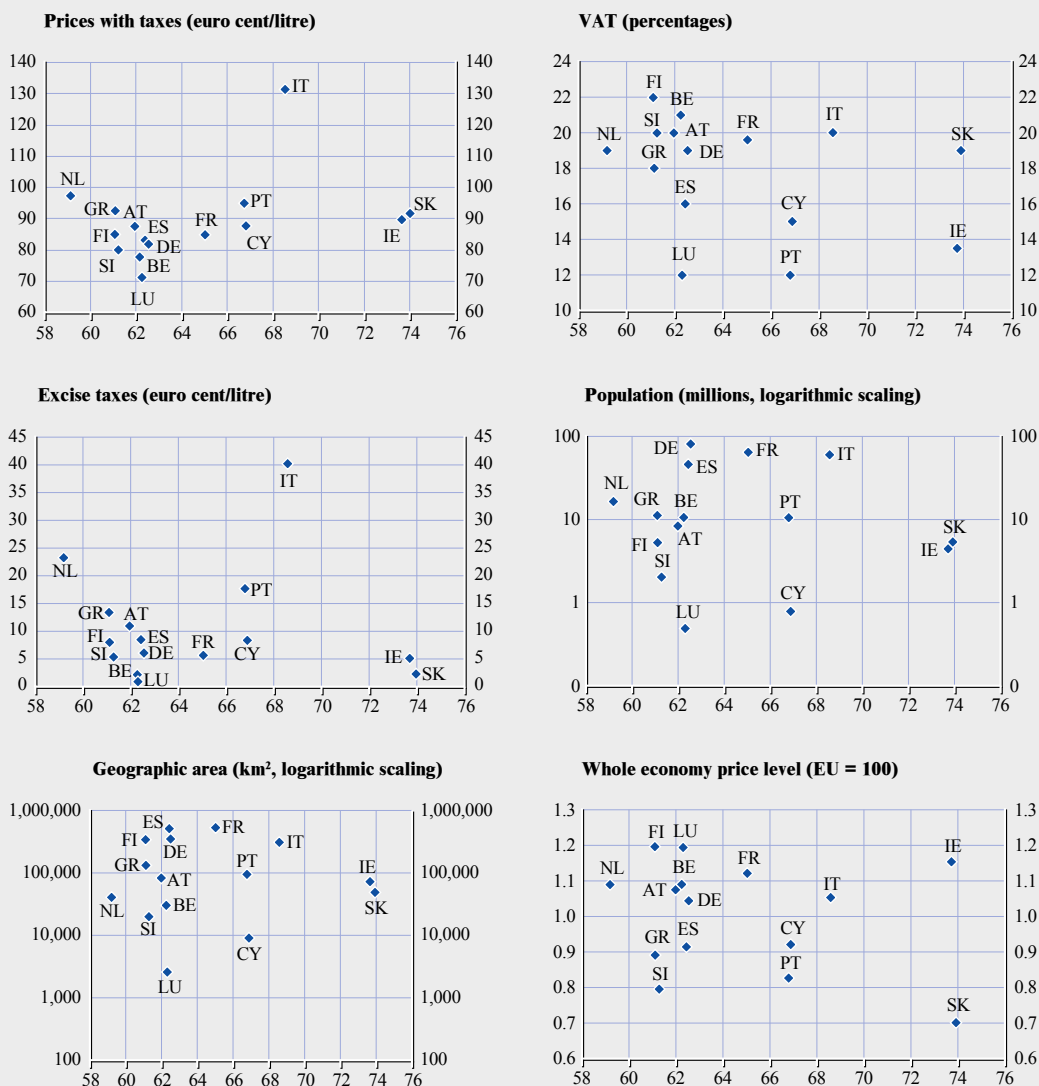 Prices with taxes (euro cent/litre)
140 140
130 130
IT
120 120
110 110
100 100
NL
PT
SK
GR AT
90 90
ES
FR
IE
FI
DE
CY
80 80
SI BE
70 70
LU
60 60
58 60 62 64 66 68 70 72 74 76
VAT (percentages)
24 24
FI
22 22
BE
SI
IT
20 20
NL
AT
FR
SK
GR
DE
18 18
ES
16 16
CY
14 14
IE
LU
PT
12 12
10 10
58 60 62 64 66 68 70 72 74 76
Excise taxes (euro cent/litre)
45 45
40 40
IT
35 35
30 30
25 25
NL
20 20
PT
15 15
GR AT
10 10
FI ES
FR
SI DE
CY
IE
5 5
BE
LU
SK
0 0
58 60 62 64 66 68 70 72 74 76
Population (millions, logarithmic scaling)
100 100
DE
FR
IT
ES
NL
GR BE
PT
10 10
FI
AT
SK
IE
SI
CY
1 1
LU
0 0
58 60 62 64 66 68 70 72 74 76
Geographic area (km², logarithmic scaling)
1,000,000 1,000,000
ES
FR
FI
DE
IT
GR
PT
IE
100,000 100,000
AT
NL
BE
SK
SI
10,000 10,000
CY
LU
1,000 1,000
100 100
58 60 62 64 66 68 70 72 74 76
Whole economy price level (EU = 100)
1.3 1.3
FI LU
IE
1.2 1.2
NL
BE
FR
1.1 1.1
AT
DE
IT
1.0 1.0
GR
ES
CY
0.9 0.9
SI
PT
0.8 0.8
SK
0.7 0.7
0.6 0.6
58 60 62 64 66 68 70 72 74 76